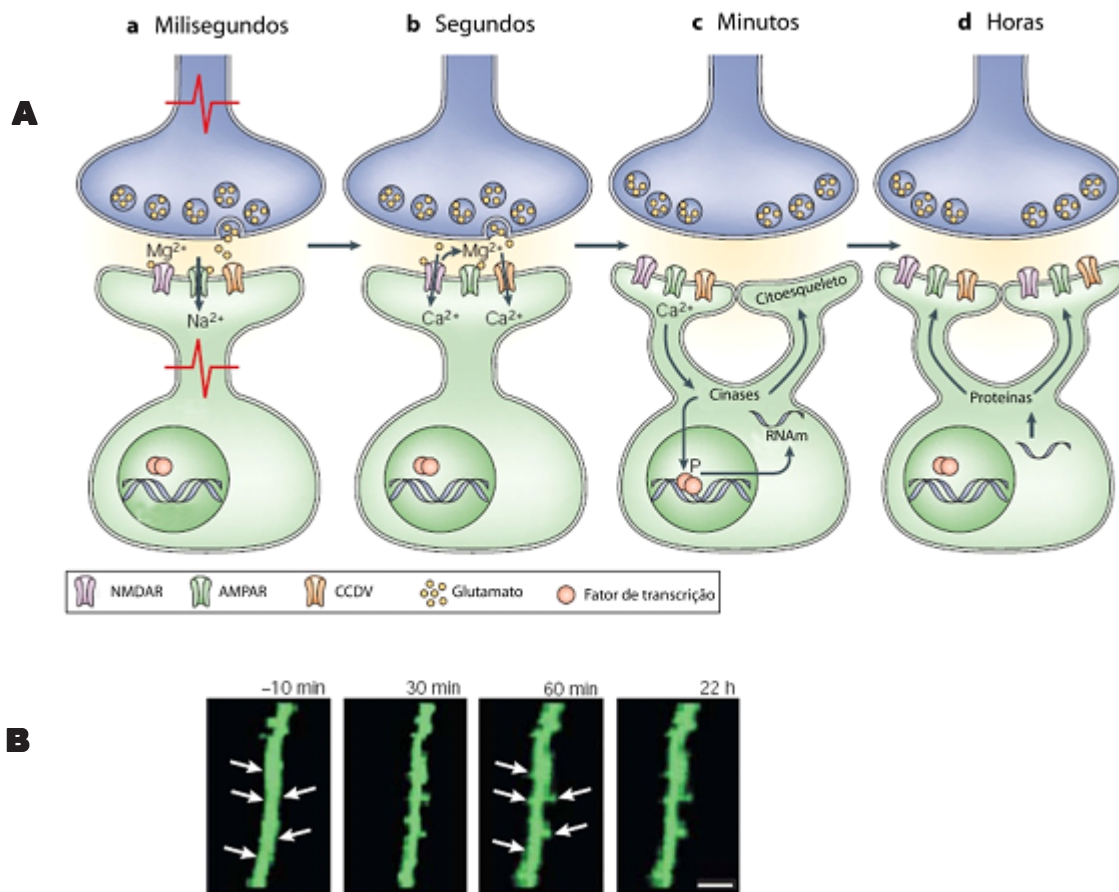 a Milisegundos
b Segundos
c Minutos
d Horas
A
Mg²⁺
Na²⁺
Mg²⁺
Ca²⁺
Ca²⁺
Ca²⁺
Citoesqueleto
Cinases
RNAm
P
Proteínas
NMDAR
AMPAR
CCDV
Glutamato
Fator de transcrição
B
–10 min
30 min
60 min
22 h